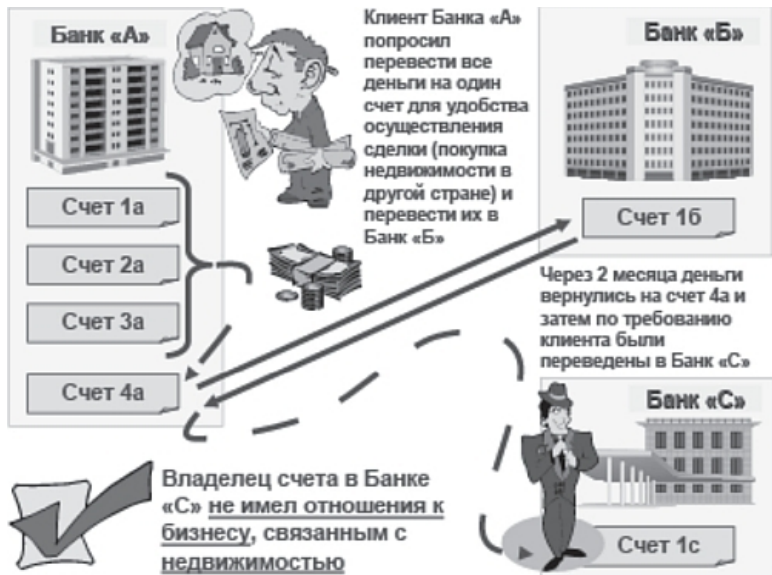 Банк «А»
Счет 1а
Счет 2а
Счет 3а
Счет 4а
Клиент Банка «А»
попросил
перевести все
деньги на один
счет для удобства
осуществления
сделки (покупка
недвижимости в
другой стране) и
перевести их в
Банк «Б»
Банк «Б»
Счет 1б
Через 2 месяца деньги
вернулись на счет 4а и
затем по требованию
клиента были
переведены в Банк «С»
Банк «С»
Счет 1с
Владелец счета в Банке
«С» не имел отношения к
бизнесу, связанным с
недвижимостью